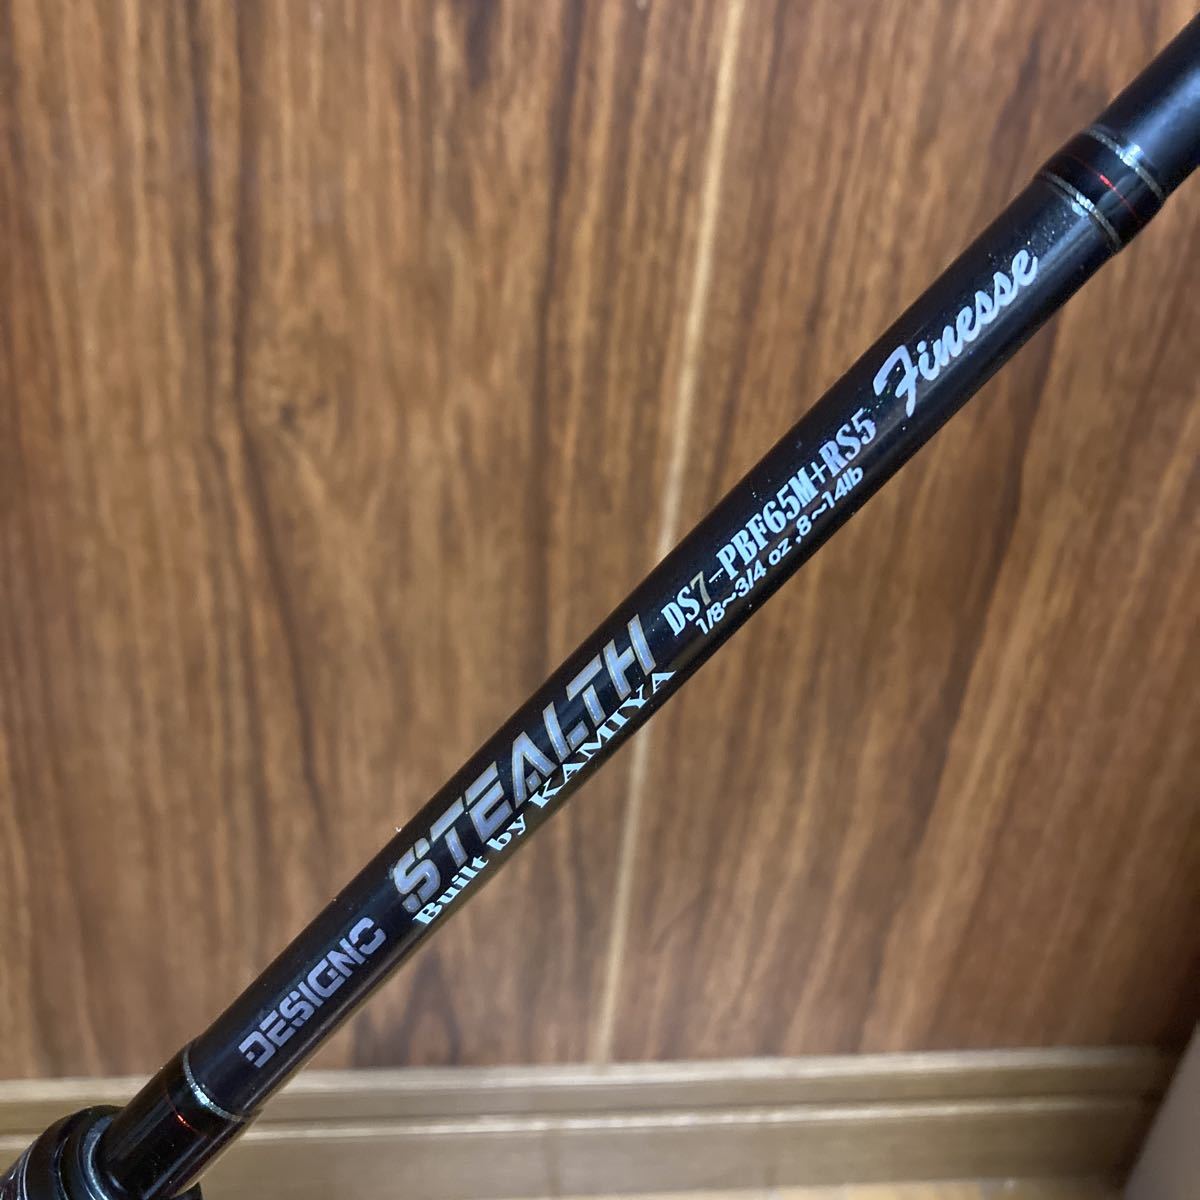 DESIGNO
STEALTH
Built by KAMIYA
DS7-PBF65M+RS5
1/8~3/4 oz ,8~14lb
Finesse